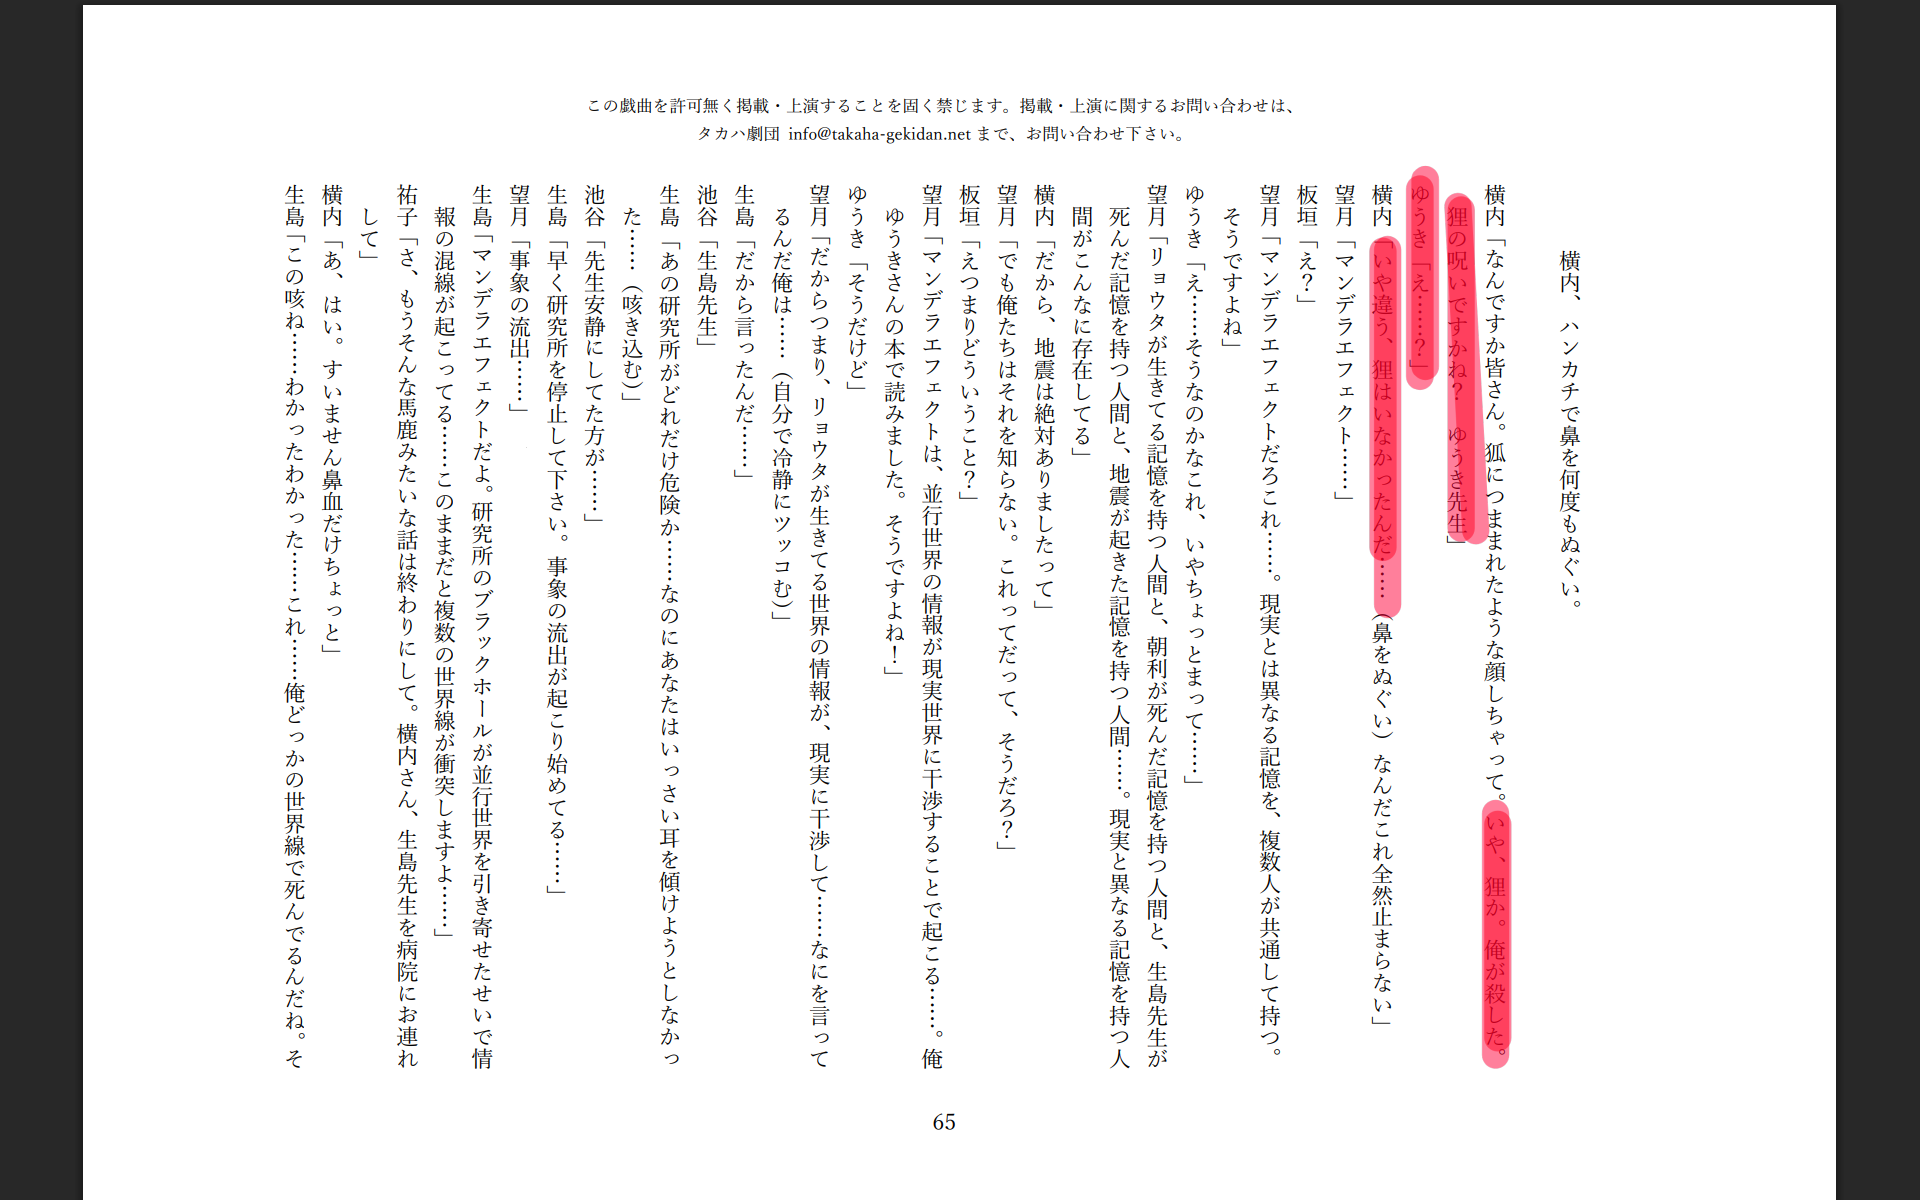 この戯曲を許可無く掲載・上演することを固く禁じます。掲載・上演に関するお問い合わせは、
タカハ劇団 info@takaha-gekidan.net まで、お問い合わせ下さい。
横内、ハンカチで鼻を何度もぬぐい。
横内「なんですか皆さん。狐につままれたような顔しちゃって。いや、狸か。俺が殺した。
狸の呪いですかね？　ゆうき先生」
ゆうき「え……？」
横内「いや違う、狸はいなかったんだ……（鼻をぬぐい）なんだこれ全然止まらない」
望月「マンデラエフェクト……」
板垣「え？」
望月「マンデラエフェクトだろこれ……。現実とは異なる記憶を、複数人が共通して持つ。
そうですよね」
ゆうき「え……そうなのかなこれ、いやちょっとまって……」
望月「リョウタが生きてる記憶を持つ人間と、朝利が死んだ記憶を持つ人間と、生島先生が
死んだ記憶を持つ人間と、地震が起きた記憶を持つ人間……。現実と異なる記憶を持つ人
間がこんなに存在してる」
横内「だから、地震は絶対ありましたって」
望月「でも俺たちはそれを知らない。これってだって、そうだろ？」
板垣「えつまりどういうこと？」
望月「マンデラエフェクトは、並行世界の情報が現実世界に干渉することで起こる……。俺
ゆうきさんの本で読みました。そうですよね！」
ゆうき「そうだけど」
望月「だからつまり、リョウタが生きてる世界の情報が、現実に干渉して……なにを言って
るんだ俺は……（自分で冷静にツッコむ）」
生島「だから言ったんだ……」
池谷「生島先生」
生島「あの研究所がどれだけ危険か……なのにあなたはいっさい耳を傾けようとしなかっ
た……（咳き込む）」
池谷「先生安静にしてた方が……」
生島「早く研究所を停止して下さい。事象の流出が起こり始めてる……」
望月「事象の流出……」
生島「マンデラエフェクトだよ。研究所のブラックホールが並行世界を引き寄せたせいで情
報の混線が起こってる……このままだと複数の世界線が衝突しますよ……」
祐子「さ、もうそんな馬鹿みたいな話は終わりにして。横内さん、生島先生を病院にお連れ
して」
横内「あ、はい。すいません鼻血だけちょっと」
生島「この咳ね……わかったわかった……これ……俺どっかの世界線で死んでるんだね。そ
65